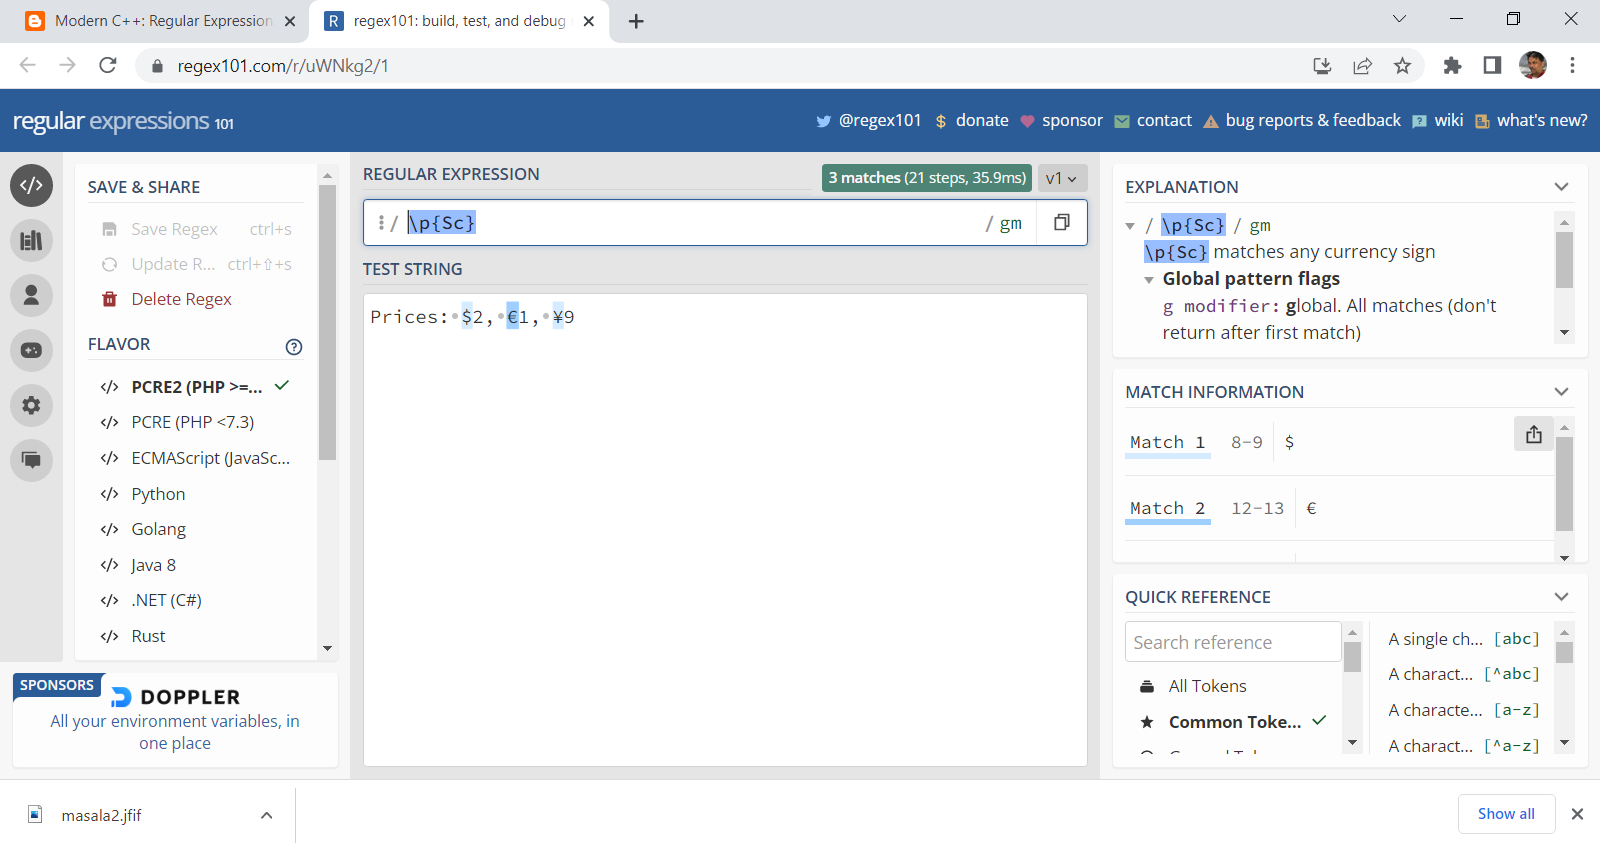 Modern C++: Regular Expression
regex101: build, test, and debug
regex101.com/r/uWNkg2/1
regular expressions 101
@regex101
$ donate
sponsor
contact
bug reports & feedback
wiki
what's new?
SAVE & SHARE
Save Regex ctrl+s
Update R... ctrl+⇧+s
Delete Regex
FLAVOR
</> PCRE2 (PHP >=...
</> PCRE (PHP <7.3)
</> ECMAScript (JavaSc...
</> Python
</> Golang
</> Java 8
</> .NET (C#)
</> Rust
SPONSORS
DOPPLER
All your environment variables, in
one place
REGULAR EXPRESSION
3 matches (21 steps, 35.9ms)
v1
/ \p{Sc} / gm
TEST STRING
Prices:·$2,·€1,·¥9
EXPLANATION
/ \p{Sc} / gm
\p{Sc} matches any currency sign
Global pattern flags
g modifier: global. All matches (don't
return after first match)
MATCH INFORMATION
Match 1 8-9 $
Match 2 12-13 €
QUICK REFERENCE
Search reference
All Tokens
Common Toke...
A single ch... [abc]
A charact... [^abc]
A characte... [a-z]
A charact... [^a-z]
masala2.jfif
Show all